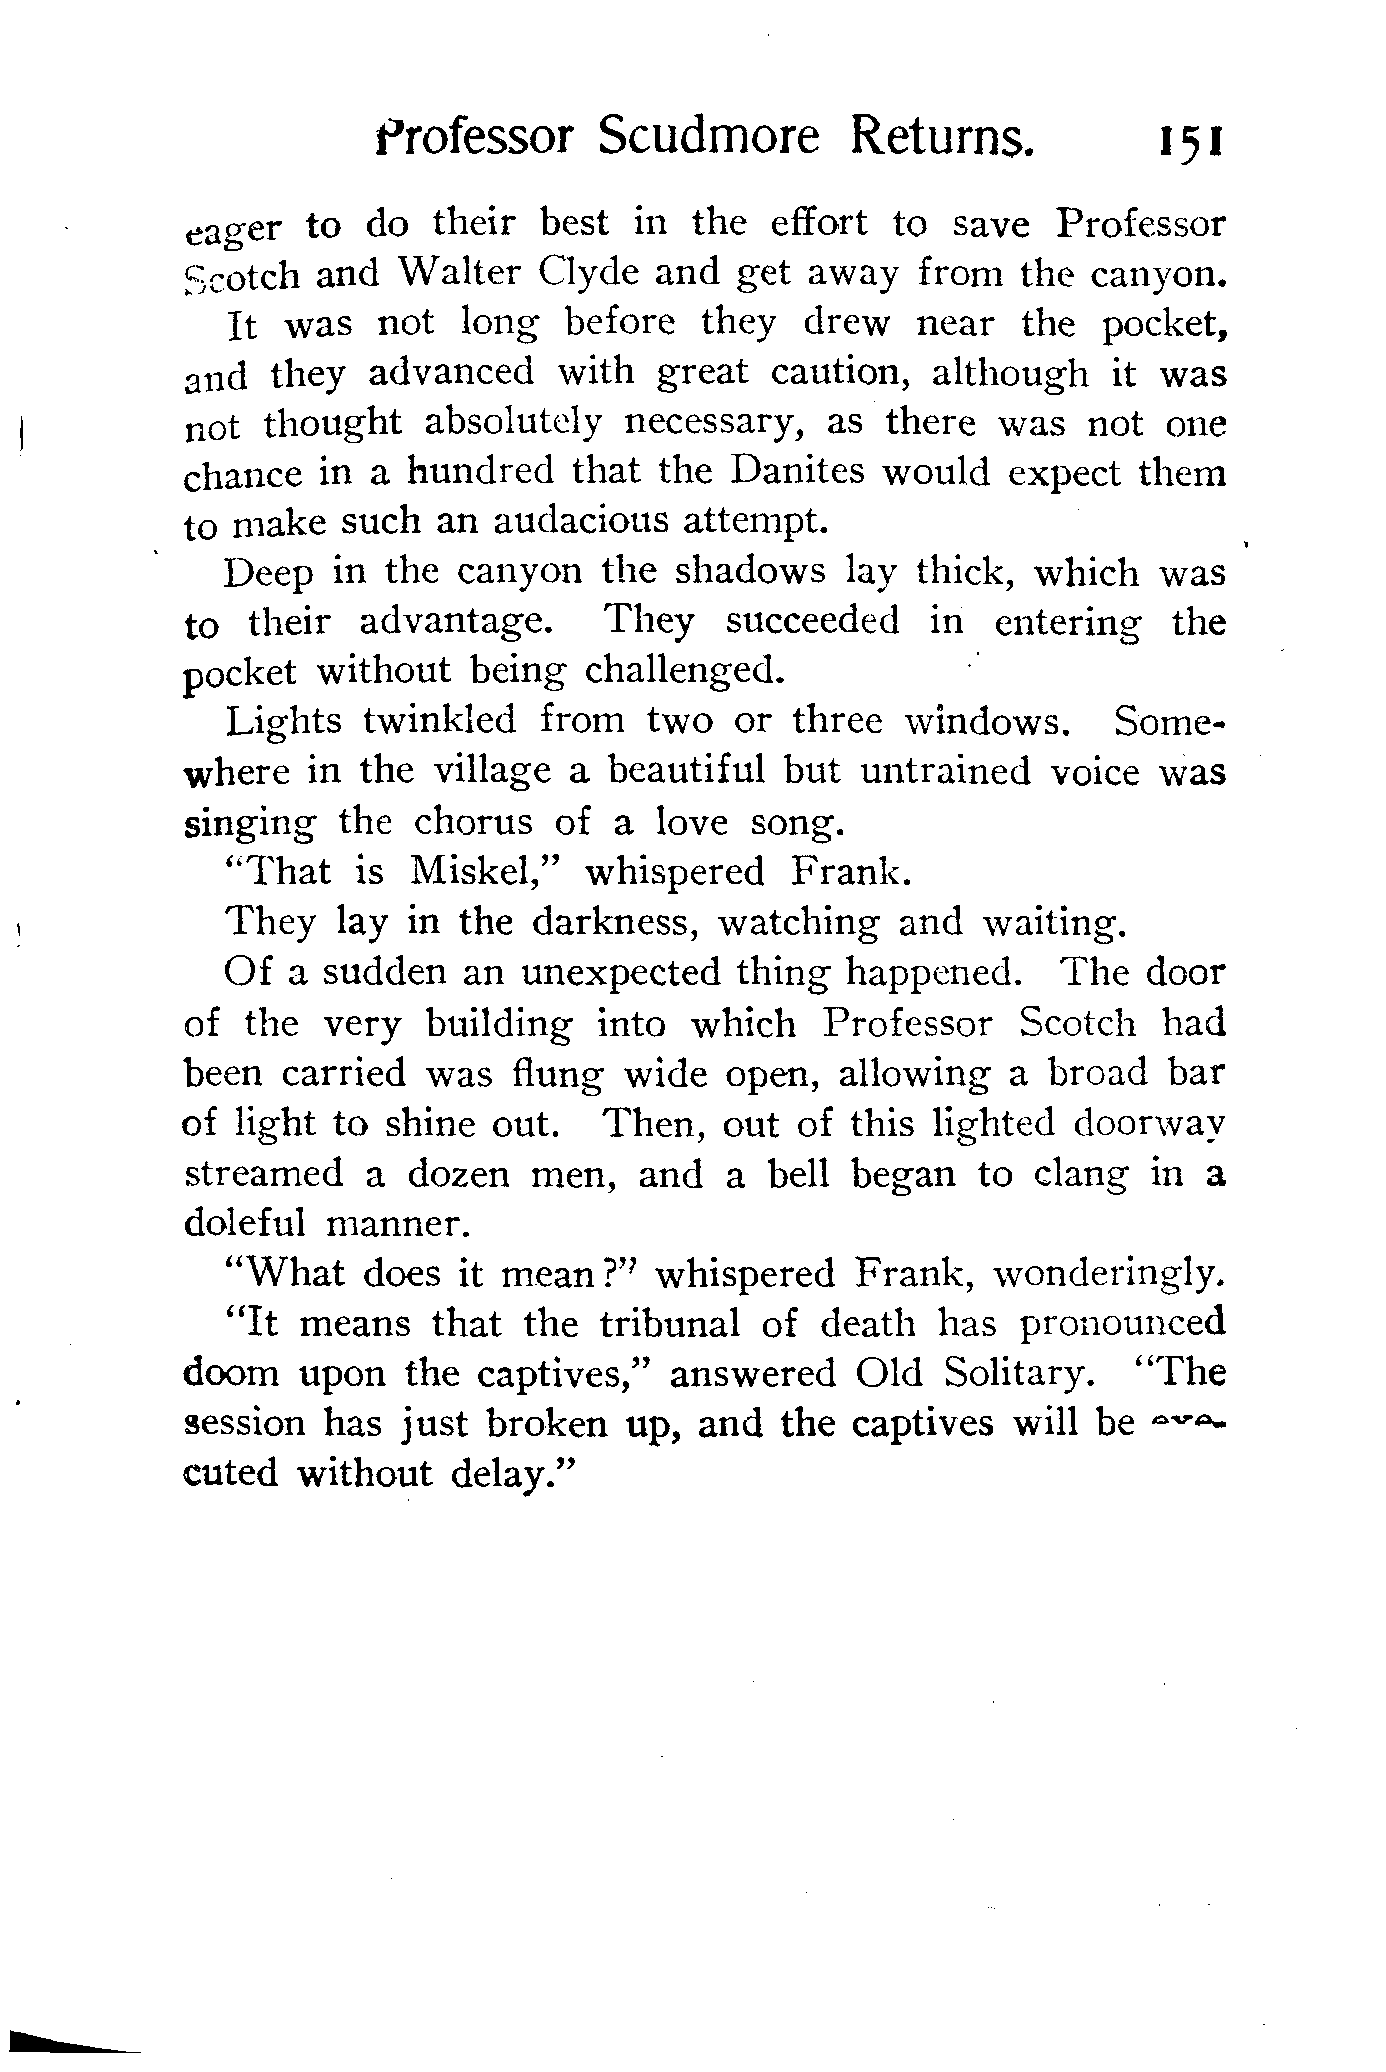 Professor Scudmore Returns. 151
eager to do their best in the effort to save Professor
Scotch and Walter Clyde and get away from the canyon.
It was not long before they drew near the pocket,
and they advanced with great caution, although it was
not thought absolutely necessary, as there was not one
chance in a hundred that the Danites would expect them
to make such an audacious attempt.
Deep in the canyon the shadows lay thick, which was
to their advantage. They succeeded in entering the
pocket without being challenged.
Lights twinkled from two or three windows. Some-
where in the village a beautiful but untrained voice was
singing the chorus of a love song.
“That is Miskel,” whispered Frank.
They lay in the darkness, watching and waiting.
Of a sudden an unexpected thing happened. The door
of the very building into which Professor Scotch had
been carried was flung wide open, allowing a broad bar
of light to shine out. Then, out of this lighted doorway
streamed a dozen men, and a bell began to clang in a
doleful manner.
“What does it mean?” whispered Frank, wonderingly.
“It means that the tribunal of death has pronounced
doom upon the captives,” answered Old Solitary. “The
session has just broken up, and the captives will be exe-
cuted without delay.”